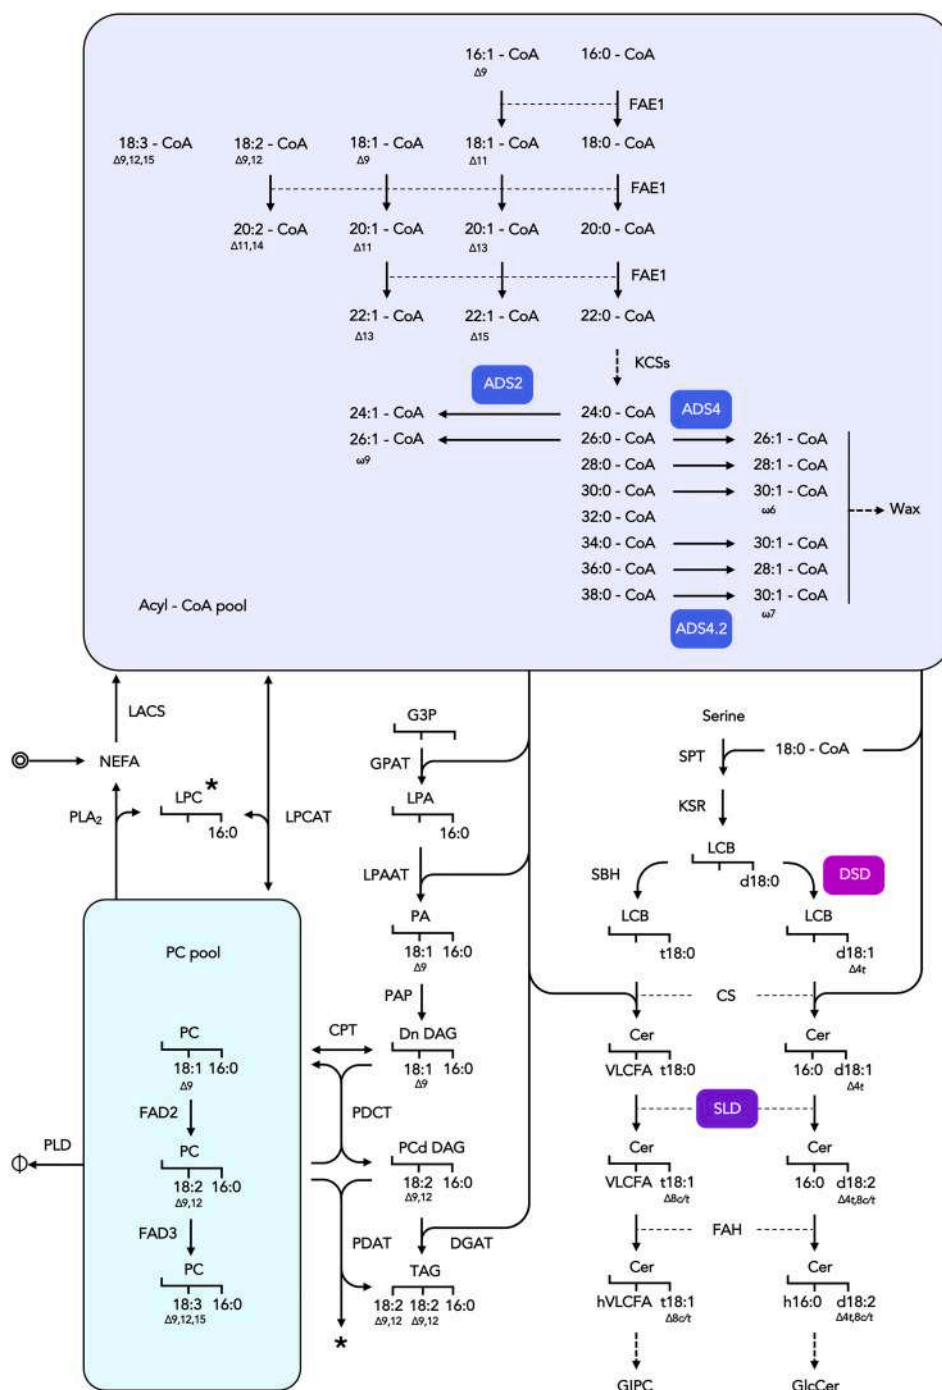 16:1 - CoA 16:0 - CoA
Δ9
FAE1
18:3 - CoA 18:2 - CoA 18:1 - CoA 18:1 - CoA 18:0 - CoA
Δ9,12,15 Δ9,12 Δ9 Δ11
FAE1
20:2 - CoA 20:1 - CoA 20:1 - CoA 20:0 - CoA
Δ11,14 Δ11 Δ13
FAE1
22:1 - CoA 22:1 - CoA 22:0 - CoA
Δ13 Δ15
KCSs
ADS2
24:1 - CoA 24:0 - CoA ADS4
26:1 - CoA 26:0 - CoA 26:1 - CoA
ω9
28:0 - CoA 28:1 - CoA
30:0 - CoA 30:1 - CoA
ω6
Wax
32:0 - CoA
34:0 - CoA 30:1 - CoA
36:0 - CoA 28:1 - CoA
Acyl - CoA pool 38:0 - CoA 30:1 - CoA
ω7
ADS4.2
LACS G3P Serine
NEFA GPAT SPT 18:0 - CoA
LPC * LPA KSR
PLA2 16:0 LPCAT 16:0
LCB
d18:0
LPAAT SBH DSD
PA LCB LCB
PC pool 18:1 16:0 t18:0 d18:1
Δ9 Δ4t
PAP CS
PC CPT Dn DAG Cer Cer
18:1 16:0 18:1 16:0 VLCFA t18:0 16:0 d18:1
Δ9 Δ9 Δ4t
FAD2 PDCT SLD
PLD PC PCd DAG Cer Cer
18:2 16:0 18:2 16:0 VLCFA t18:1 16:0 d18:2
Δ9,12 Δ9,12 Δ8c/t Δ4t,8c/t
FAD3 PDAT DGAT FAH
PC TAG Cer Cer
18:3 16:0 18:2 18:2 16:0 hVLCFA t18:1 h16:0 d18:2
Δ9,12,15 Δ9,12 Δ9,12 Δ8c/t Δ4t,8c/t
*
GIPC GlcCer